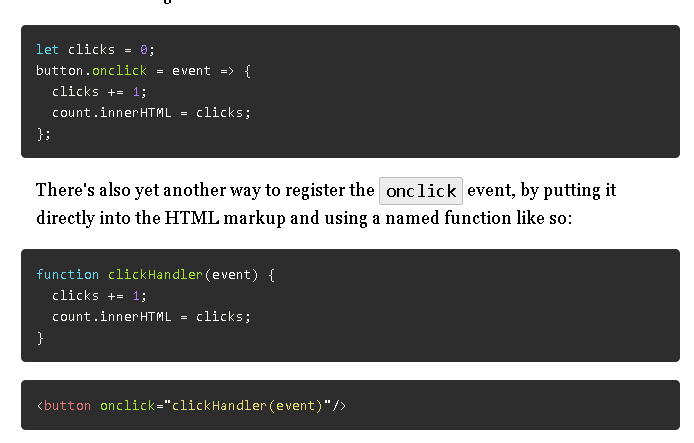 let clicks = 0;
button.onclick = event => {
  clicks += 1;
  count.innerHTML = clicks;
};
There's also yet another way to register the onclick event, by putting it
directly into the HTML markup and using a named function like so:
function clickHandler(event) {
  clicks += 1;
  count.innerHTML = clicks;
}
<button onclick="clickHandler(event)"/>